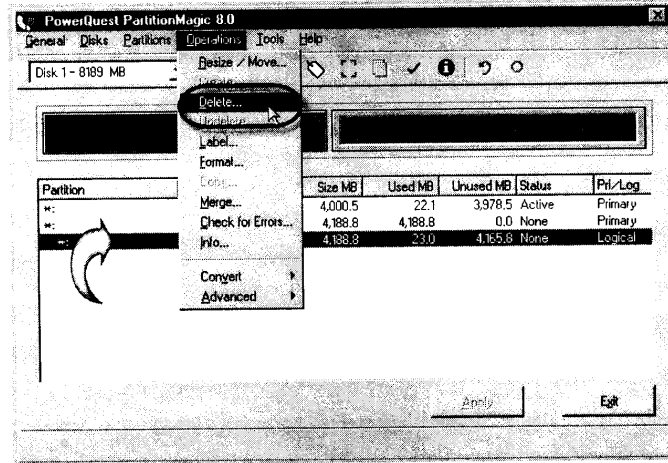 PowerQuest PartitionMagic 8.0
General Disks Partitions Operations Tools Help
Disk 1 - 8189 MB
Resize / Move...
Create...
Delete...
Undelete...
Label...
Format...
Copy...
Merge...
Check for Errors...
Info...
Convert
Advanced
Partition Size MB Used MB Unused MB Status Pri/Log
*: 4,000.5 22.1 3,978.5 Active Primary
*: 4,188.8 4,188.8 0.0 None Primary
*: 4,188.8 23.0 4,165.8 None Logical
Apply Exit